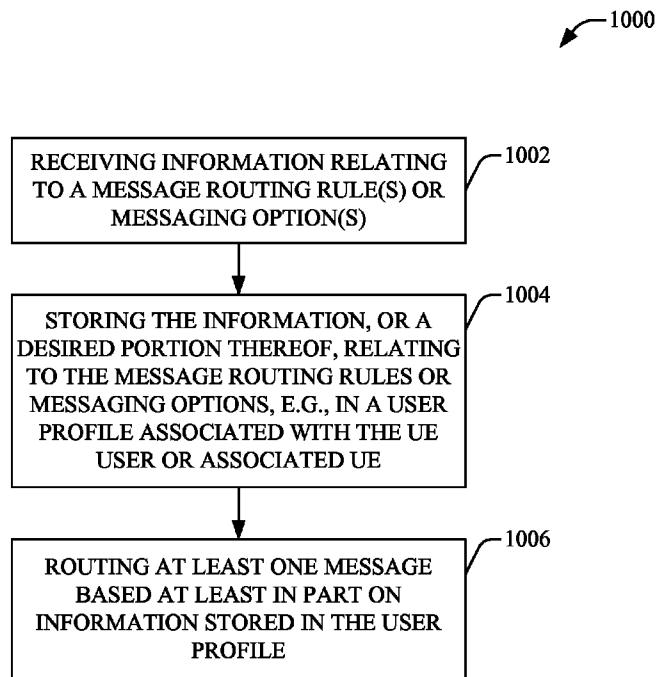 1000
RECEIVING INFORMATION RELATING
TO A MESSAGE ROUTING RULE(S) OR
MESSAGING OPTION(S)
1002
STORING THE INFORMATION, OR A
DESIRED PORTION THEREOF, RELATING
TO THE MESSAGE ROUTING RULES OR
MESSAGING OPTIONS, E.G., IN A USER
PROFILE ASSOCIATED WITH THE UE
USER OR ASSOCIATED UE
1004
ROUTING AT LEAST ONE MESSAGE
BASED AT LEAST IN PART ON
INFORMATION STORED IN THE USER
PROFILE
1006